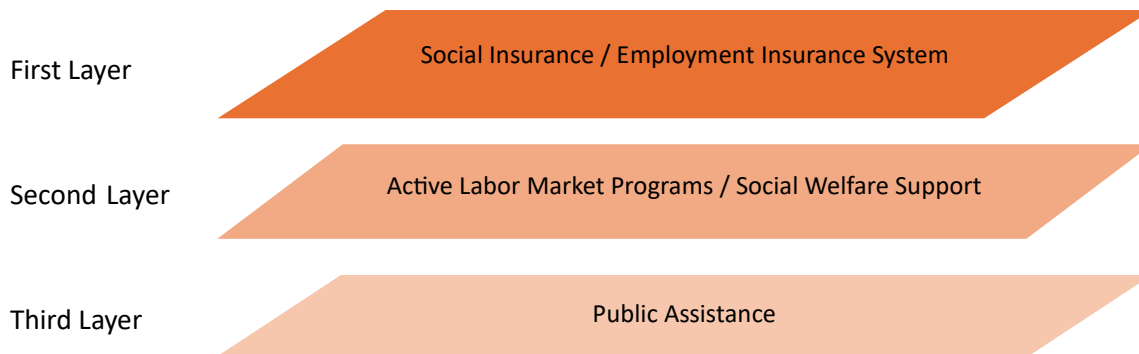 First Layer
Social Insurance / Employment Insurance System
Second Layer
Active Labor Market Programs / Social Welfare Support
Third Layer
Public Assistance